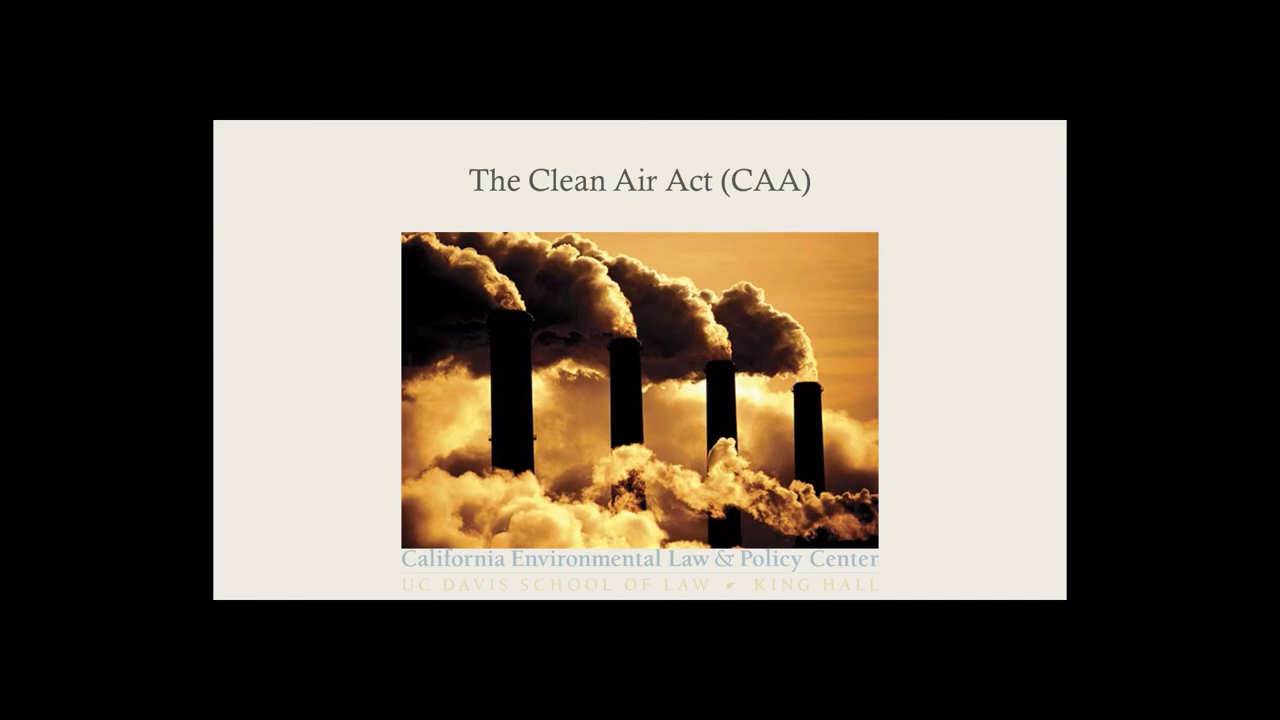 The Clean Air Act (CAA)
California Environmental Law & Policy Center
UC DAVIS SCHOOL OF LAW KING HALL